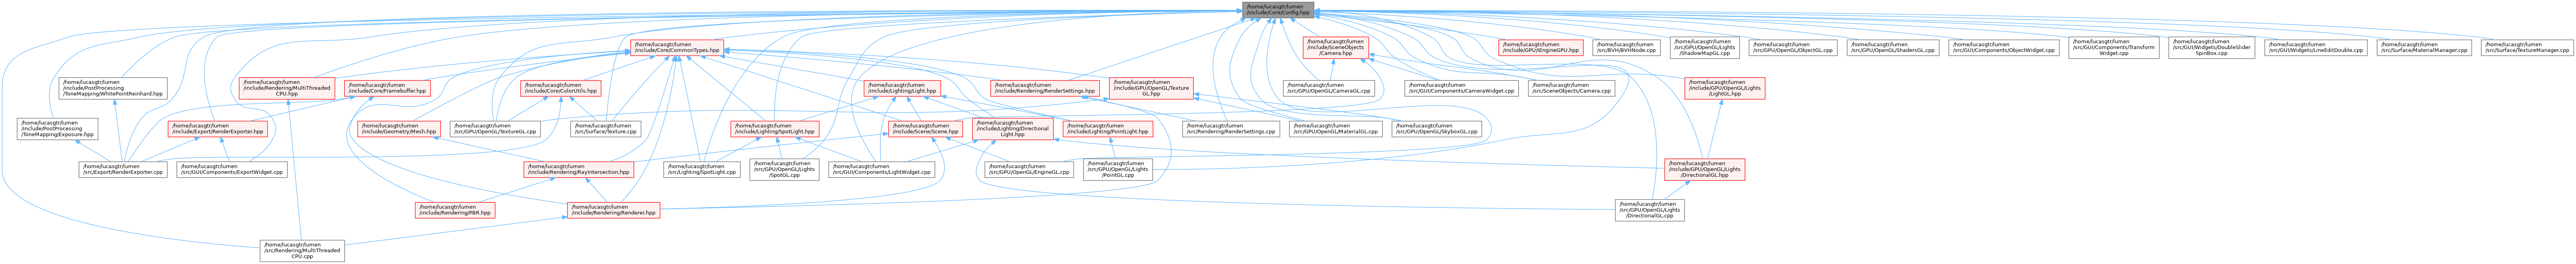 /home/lucasgtr/lumen
/include/Core/Config.hpp
/home/lucasgtr/lumen
/include/Core/CommonTypes.hpp
/home/lucasgtr/lumen
/include/SceneObjects
/Camera.hpp
/home/lucasgtr/lumen
/include/GPU/IEngineGPU.hpp
/home/lucasgtr/lumen
/src/BVH/BVHNode.cpp
/home/lucasgtr/lumen
/src/GPU/OpenGL/Lights
/ShadowMapGL.cpp
/home/lucasgtr/lumen
/src/GPU/OpenGL/ObjectGL.cpp
/home/lucasgtr/lumen
/src/GPU/OpenGL/ShadersGL.cpp
/home/lucasgtr/lumen
/src/GUI/Components/ObjectWidget.cpp
/home/lucasgtr/lumen
/src/GUI/Components/Transform
Widget.cpp
/home/lucasgtr/lumen
/src/GUI/Widgets/DoubleSlider
SpinBox.cpp
/home/lucasgtr/lumen
/src/GUI/Widgets/LineEditDouble.cpp
/home/lucasgtr/lumen
/src/Surface/MaterialManager.cpp
/home/lucasgtr/lumen
/src/Surface/TextureManager.cpp
/home/lucasgtr/lumen
/include/PostProcessing
/ToneMapping/WhitePointReinhard.hpp
/home/lucasgtr/lumen
/include/Rendering/MultiThreaded
CPU.hpp
/home/lucasgtr/lumen
/include/Core/Framebuffer.hpp
/home/lucasgtr/lumen
/include/Core/ColorUtils.hpp
/home/lucasgtr/lumen
/include/Lighting/Light.hpp
/home/lucasgtr/lumen
/include/Rendering/RenderSettings.hpp
/home/lucasgtr/lumen
/include/GPU/OpenGL/Texture
GL.hpp
/home/lucasgtr/lumen
/src/GPU/OpenGL/CameraGL.cpp
/home/lucasgtr/lumen
/src/GUI/Components/CameraWidget.cpp
/home/lucasgtr/lumen
/src/SceneObjects/Camera.cpp
/home/lucasgtr/lumen
/include/GPU/OpenGL/Lights
/LightGL.hpp
/home/lucasgtr/lumen
/include/PostProcessing
/ToneMapping/Exposure.hpp
/home/lucasgtr/lumen
/include/Export/RenderExporter.hpp
/home/lucasgtr/lumen
/include/Geometry/Mesh.hpp
/home/lucasgtr/lumen
/src/GPU/OpenGL/TextureGL.cpp
/home/lucasgtr/lumen
/src/Surface/Texture.cpp
/home/lucasgtr/lumen
/include/Lighting/SpotLight.hpp
/home/lucasgtr/lumen
/include/Scene/Scene.hpp
/home/lucasgtr/lumen
/include/Lighting/Directional
Light.hpp
/home/lucasgtr/lumen
/include/Lighting/PointLight.hpp
/home/lucasgtr/lumen
/src/Rendering/RenderSettings.cpp
/home/lucasgtr/lumen
/src/GPU/OpenGL/MaterialGL.cpp
/home/lucasgtr/lumen
/src/GPU/OpenGL/SkyboxGL.cpp
/home/lucasgtr/lumen
/src/Export/RenderExporter.cpp
/home/lucasgtr/lumen
/src/GUI/Components/ExportWidget.cpp
/home/lucasgtr/lumen
/include/Rendering/RayIntersection.hpp
/home/lucasgtr/lumen
/src/Lighting/SpotLight.cpp
/home/lucasgtr/lumen
/src/GPU/OpenGL/Lights
/SpotGL.cpp
/home/lucasgtr/lumen
/src/GUI/Components/LightWidget.cpp
/home/lucasgtr/lumen
/src/GPU/OpenGL/EngineGL.cpp
/home/lucasgtr/lumen
/src/GPU/OpenGL/Lights
/PointGL.cpp
/home/lucasgtr/lumen
/include/GPU/OpenGL/Lights
/DirectionalGL.hpp
/home/lucasgtr/lumen
/include/Rendering/PBR.hpp
/home/lucasgtr/lumen
/include/Rendering/Renderer.hpp
/home/lucasgtr/lumen
/src/GPU/OpenGL/Lights
/DirectionalGL.cpp
/home/lucasgtr/lumen
/src/Rendering/MultiThreaded
CPU.cpp